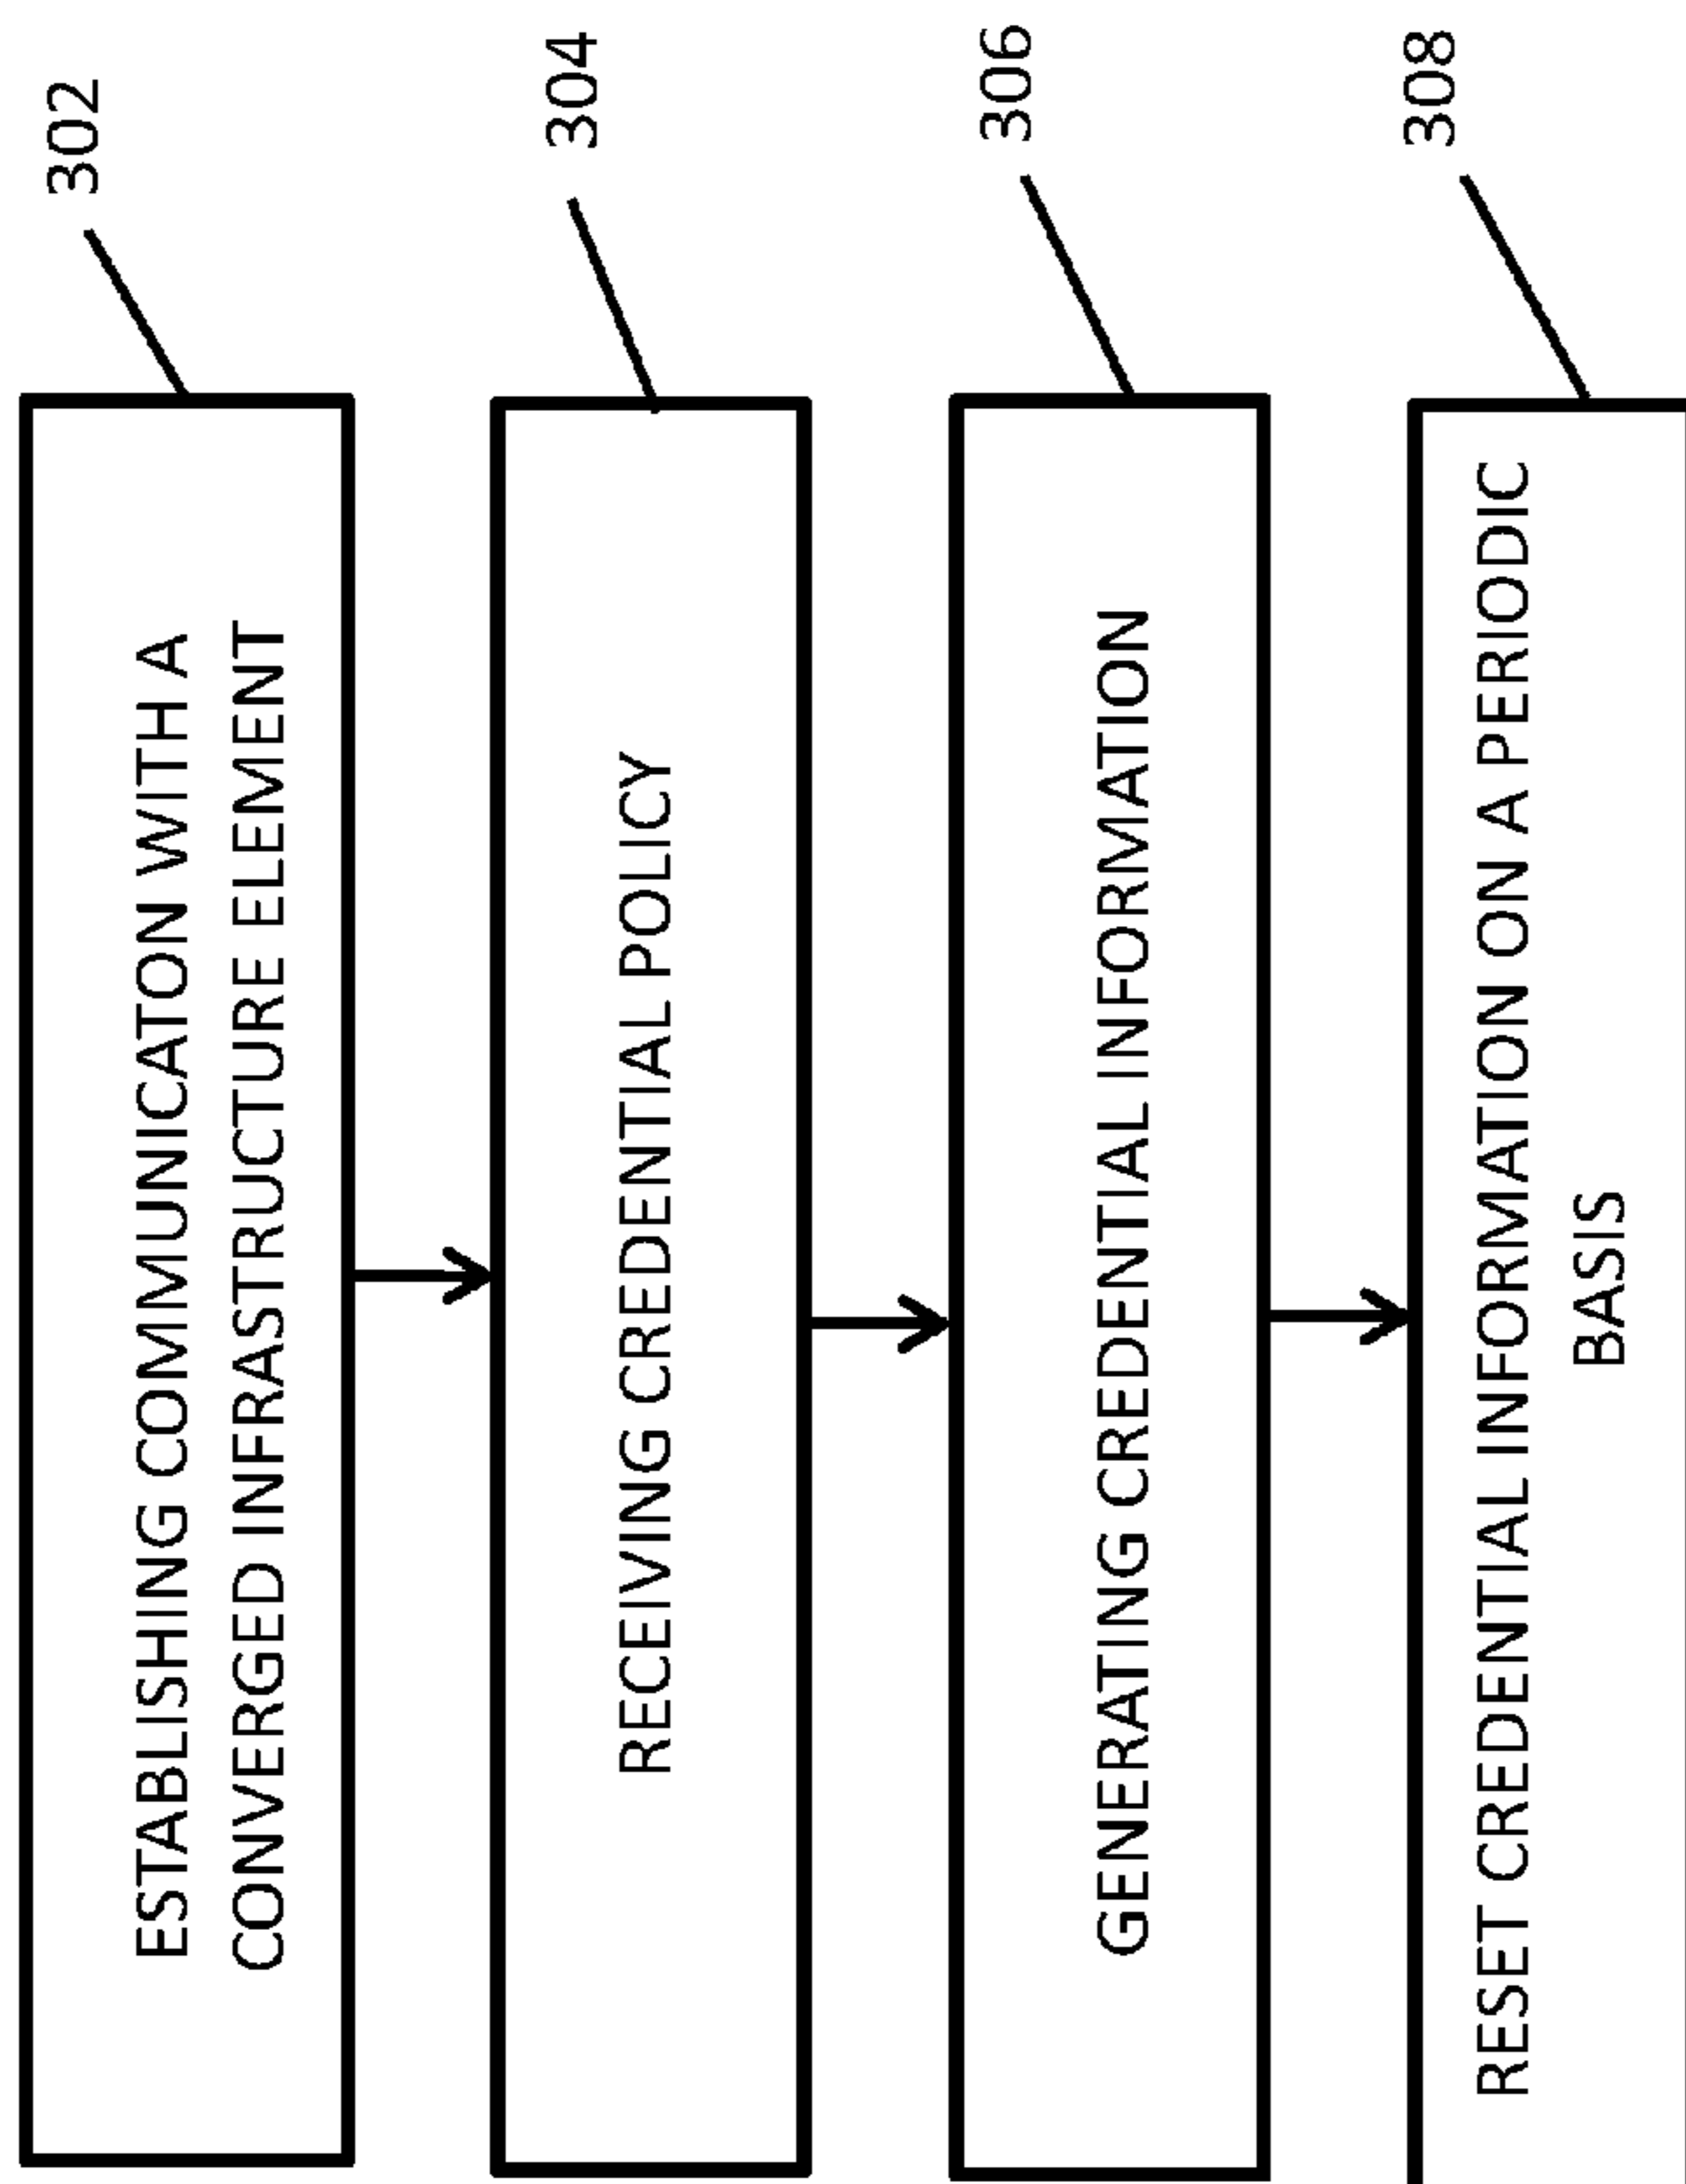 302
ESTABLISHING COMMUNICATON WITH A
CONVERGED INFRASTRUCTURE ELEMENT
304
RECEIVING CREDENTIAL POLICY
306
GENERATING CREDENTIAL INFORMATION
308
RESET CREDENTIAL INFORMATION ON A PERIODIC
BASIS